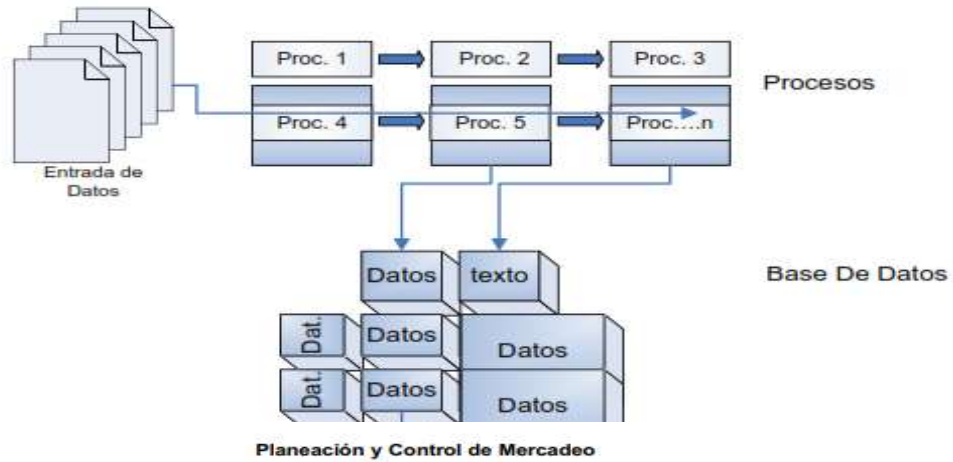 Proc. 1
Proc. 2
Proc. 3
Procesos
Proc. 4
Proc. 5
Proc....n
Entrada de
Datos
Datos
texto
Base De Datos
Dat.
Datos
Datos
Dat.
Datos
Datos
Planeación y Control de Mercadeo